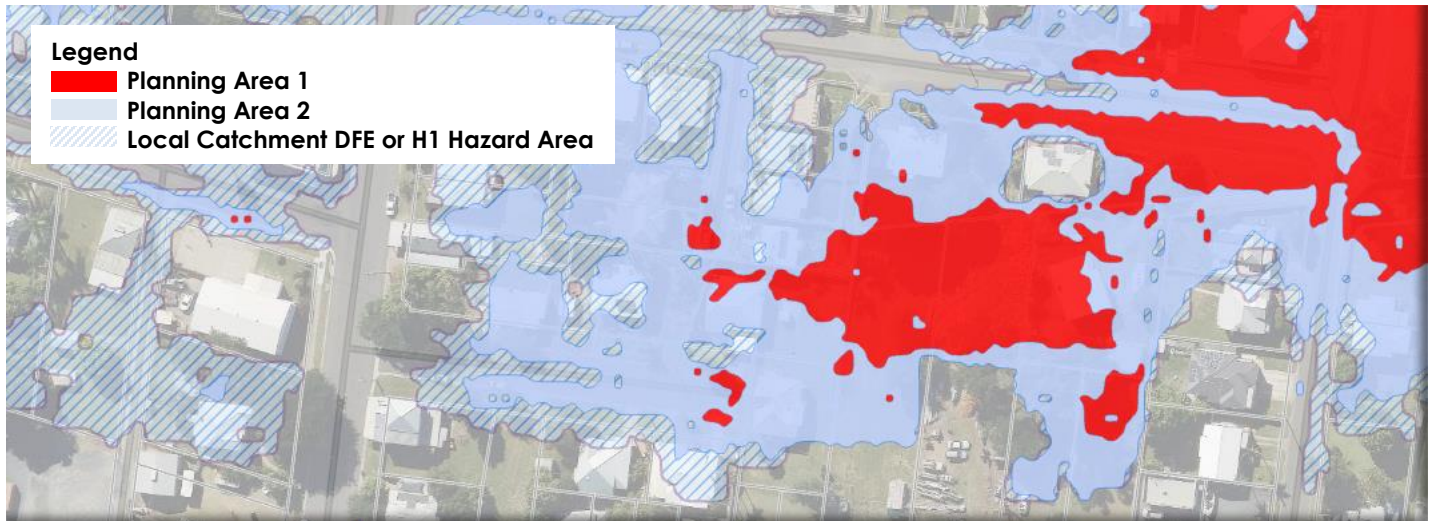 Legend
Planning Area 1
Planning Area 2
Local Catchment DFE or H1 Hazard Area